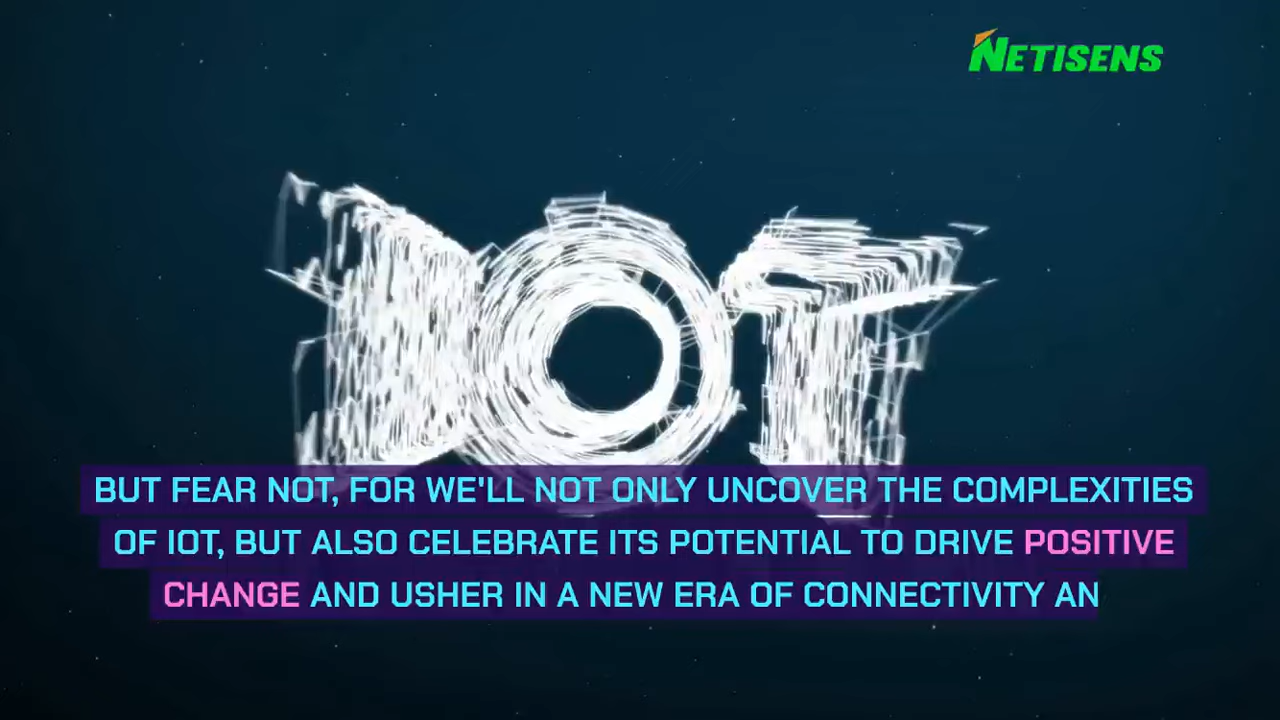 NETISENS
IOT
BUT FEAR NOT, FOR WE'LL NOT ONLY UNCOVER THE COMPLEXITIES
OF IOT, BUT ALSO CELEBRATE ITS POTENTIAL TO DRIVE POSITIVE
CHANGE AND USHER IN A NEW ERA OF CONNECTIVITY AN